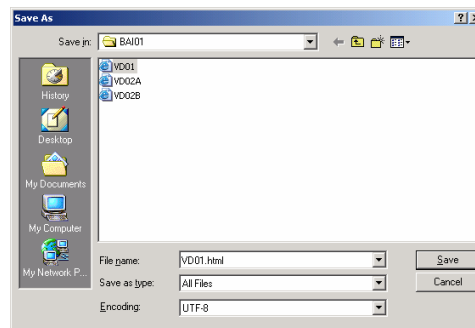 Save As
Save in: BAI01
VD01
VD02A
VD02B
History
Desktop
My Documents
My Computer
My Network P...
File name: VD01.html Save
Save as type: All Files Cancel
Encoding: UTF-8